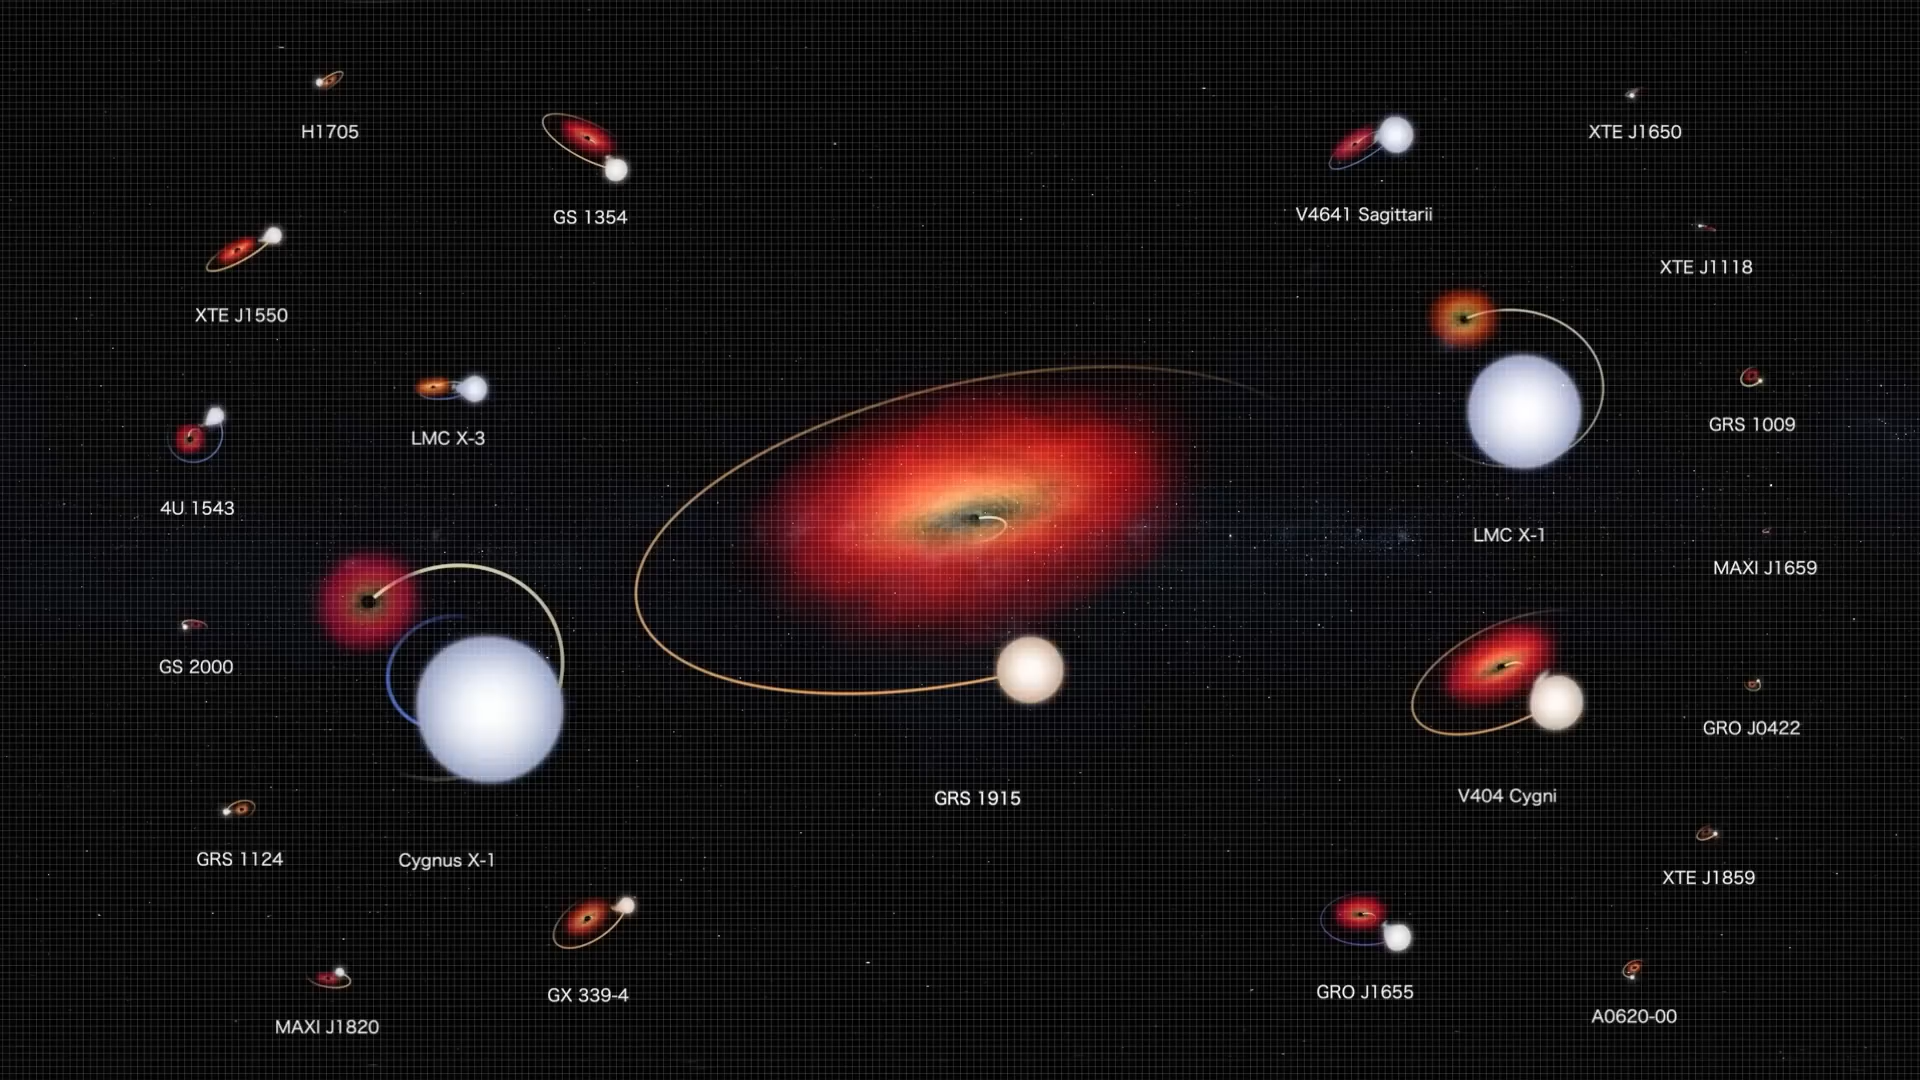 H1705
XTE J1650
GS 1354
V4641 Sagittarii
XTE J1118
XTE J1550
GRS 1009
LMC X-3
4U 1543
LMC X-1
MAXI J1659
GS 2000
GRO J0422
V404 Cygni
GRS 1915
GRS 1124
Cygnus X-1
XTE J1859
GRO J1655
GX 339-4
A0620-00
MAXI J1820